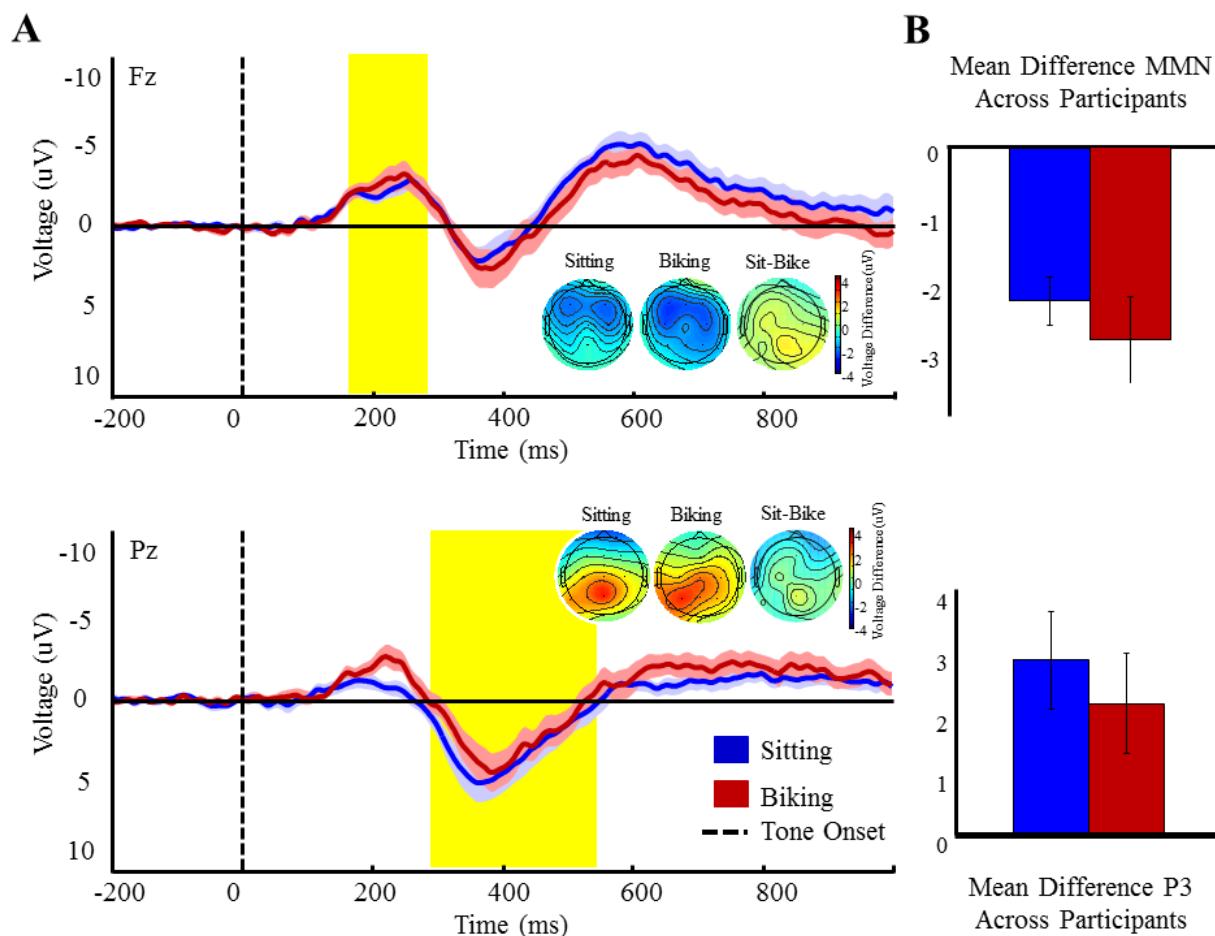 A
Fz
-10
-5
0
5
10
Voltage (uV)
-200 0 200 400 600 800
Time (ms)
Sitting Biking Sit-Bike
4
2
0
-2
-4
Voltage Difference (uV)
B
Mean Difference MMN
Across Participants
0
-1
-2
-3
Pz
-10
-5
0
5
10
Voltage (uV)
-200 0 200 400 600 800
Time (ms)
Sitting Biking Sit-Bike
4
2
0
-2
-4
Voltage Difference (uV)
Sitting
Biking
Tone Onset
4
3
2
1
0
Mean Difference P3
Across Participants